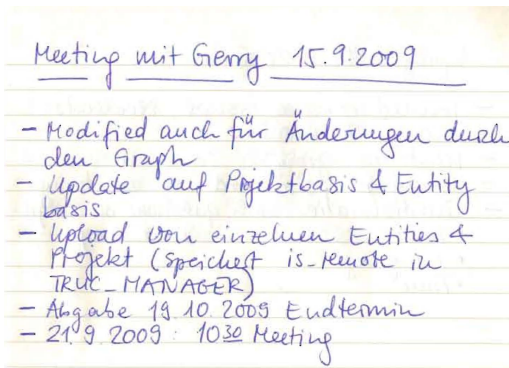 Meeting mit Gerry 15.9.2009
- Modified auch für Änderungen durch
den Graph
- Update auf Projektbasis & Entity
basis
- Upload von einzelnen Entities &
Projekt (speichert is_remote in
TRUC_MANAGER)
- Abgabe 19.10.2009 Endtermin
- 21.9.2009: 1030 Meeting